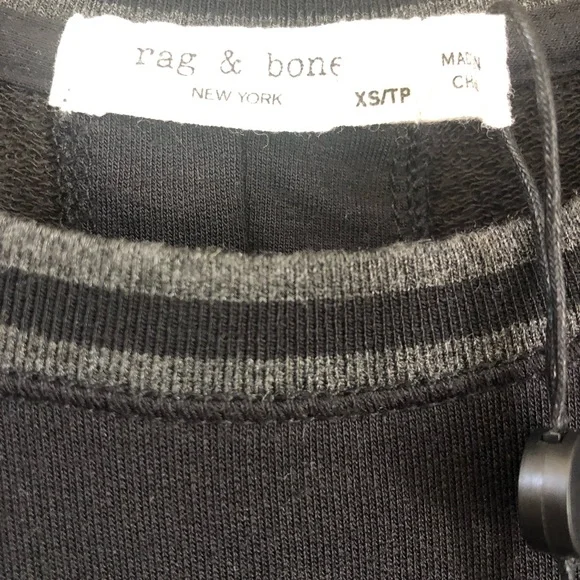 rag & bone
NEW YORK
XS/TP